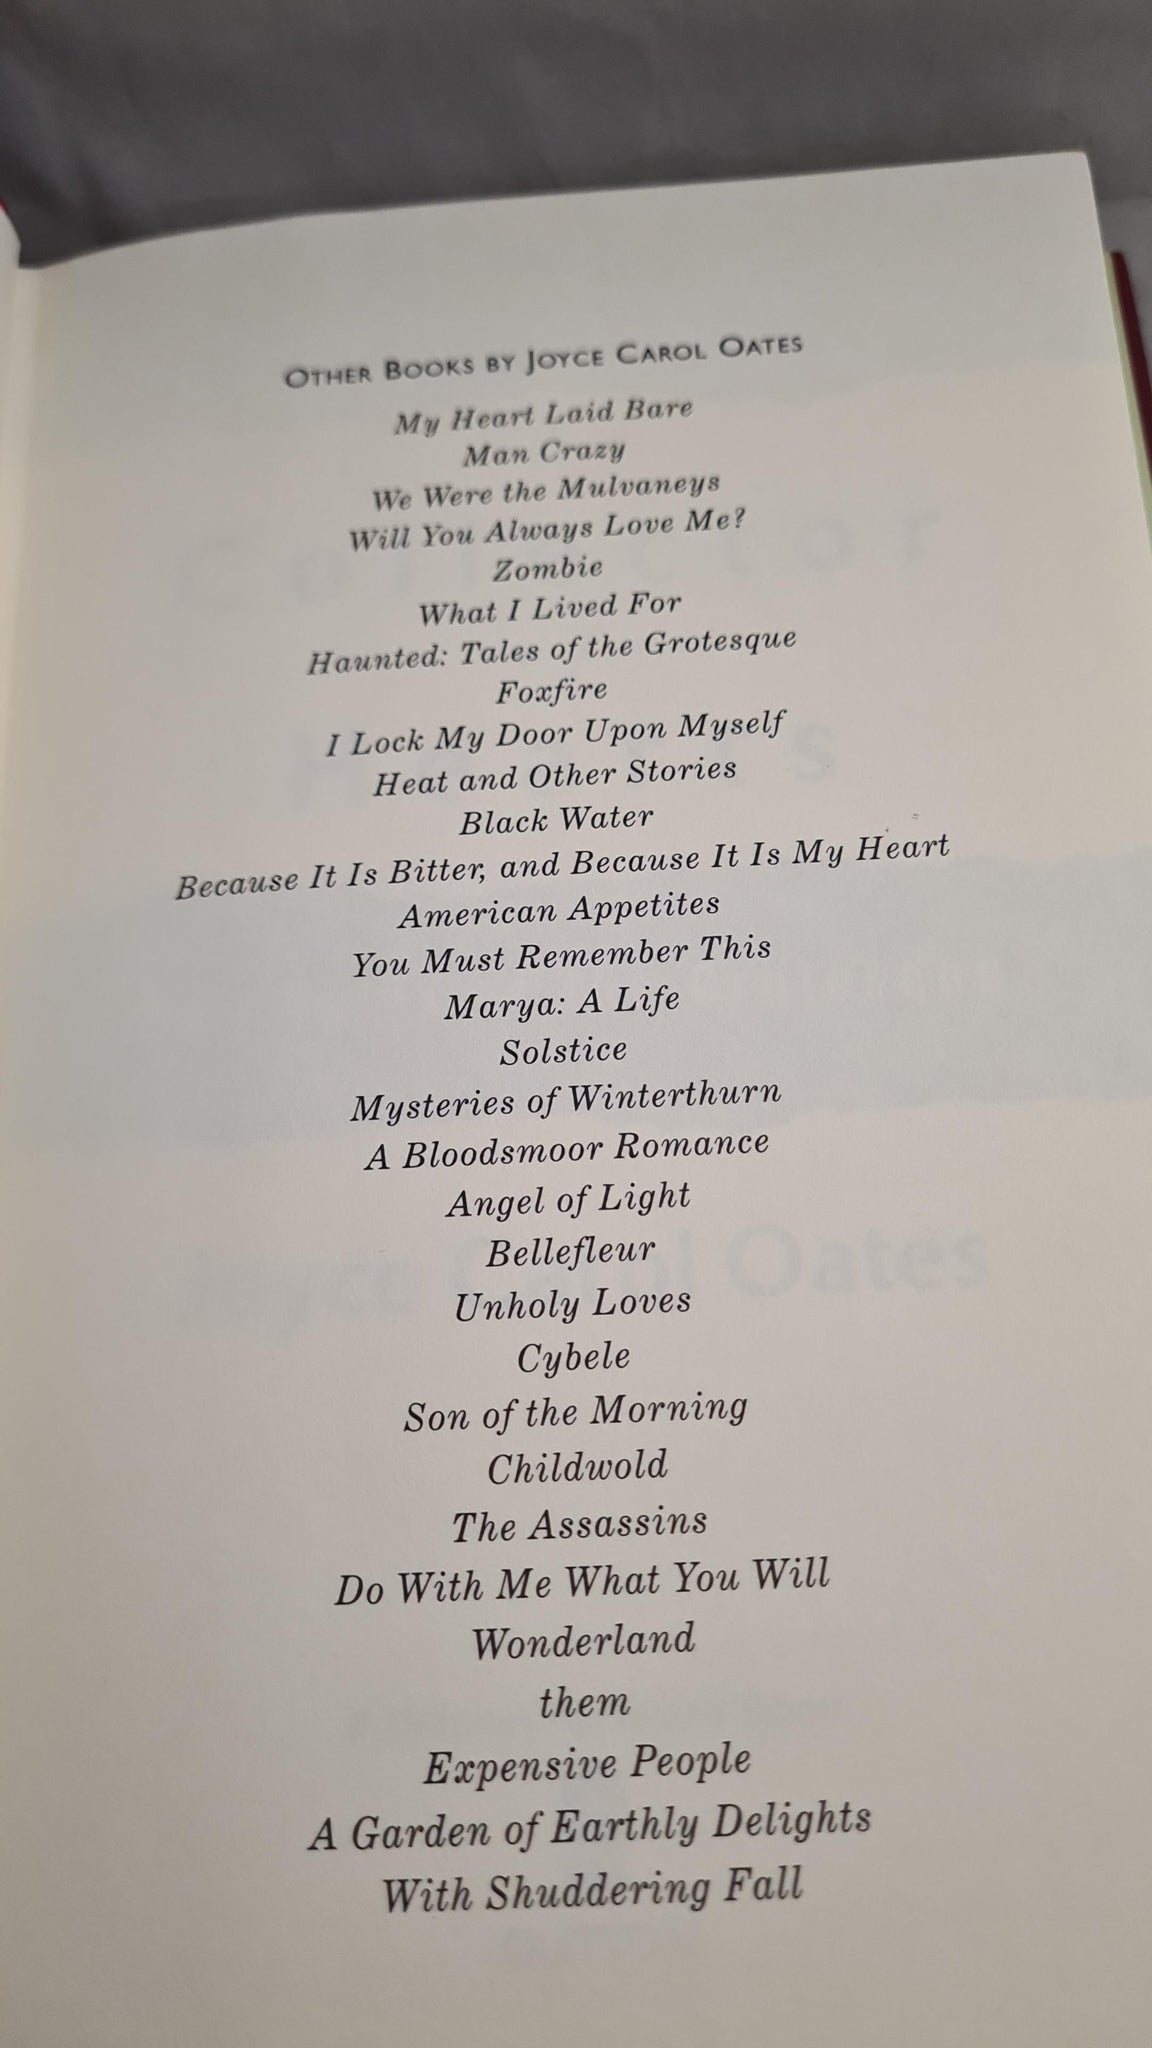 OTHER BOOKS BY JOYCE CAROL OATES
My Heart Laid Bare
Man Crazy
We Were the Mulvaneys
Will You Always Love Me?
Zombie
What I Lived For
Haunted: Tales of the Grotesque
Foxfire
I Lock My Door Upon Myself
Heat and Other Stories
Black Water
Because It Is Bitter, and Because It Is My Heart
American Appetites
You Must Remember This
Marya: A Life
Solstice
Mysteries of Winterthurn
A Bloodsmoor Romance
Angel of Light
Bellefleur
Unholy Loves
Cybele
Son of the Morning
Childwold
The Assassins
Do With Me What You Will
Wonderland
them
Expensive People
A Garden of Earthly Delights
With Shuddering Fall